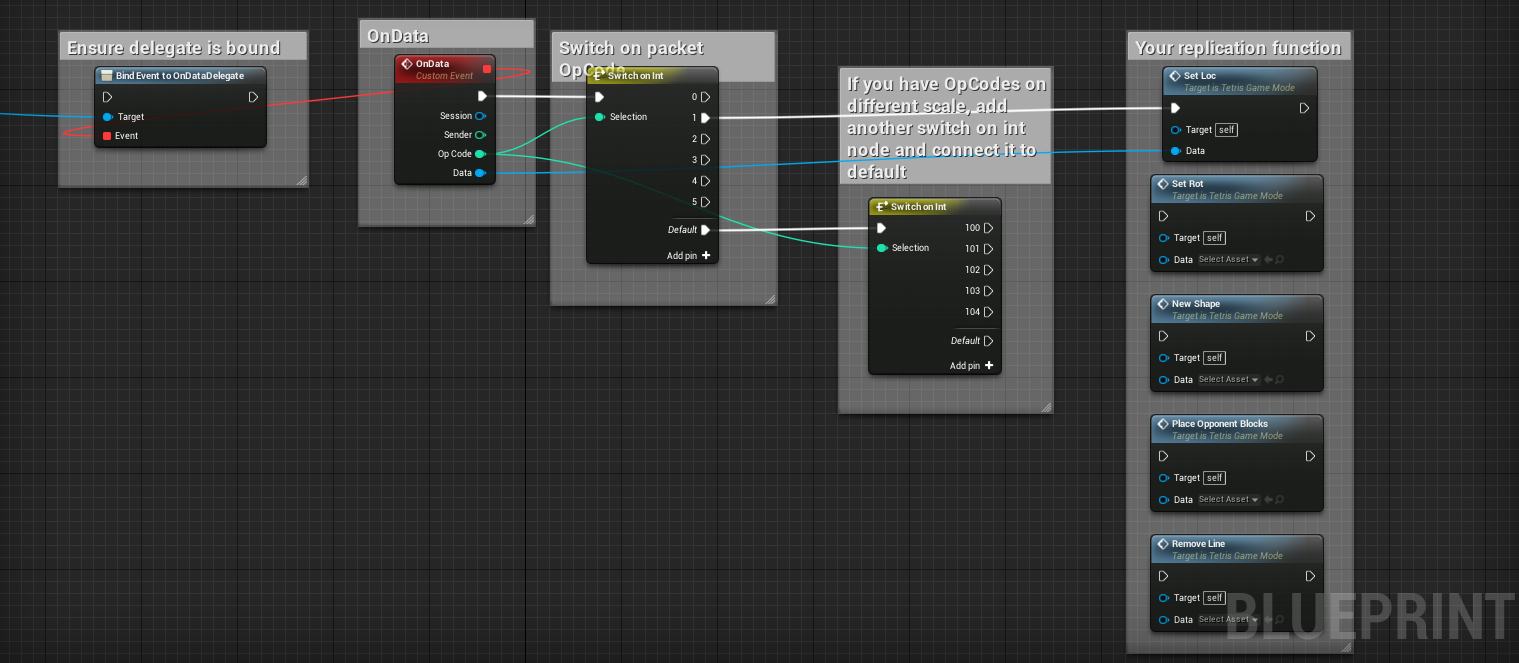 Ensure delegate is bound
Bind Event to OnDataDelegate
Target
Event
OnData
OnData
Custom Event
Session
Sender
Op Code
Data
Switch on packet
OpCode
Switch on Int
Selection
0
1
2
3
4
5
Default
Add pin
If you have OpCodes on
different scale, add
another switch on int
node and connect it to
default
Switch on Int
Selection
100
101
102
103
104
Default
Add pin
Your replication function
Set Loc
Target is Tetris Game Mode
Target self
Data
Set Rot
Target is Tetris Game Mode
Target self
Data Select Asset
New Shape
Target is Tetris Game Mode
Target self
Data Select Asset
Place Opponent Blocks
Target is Tetris Game Mode
Target self
Data Select Asset
Remove Line
Target is Tetris Game Mode
Target self
Data Select Asset
BLUEPRINT